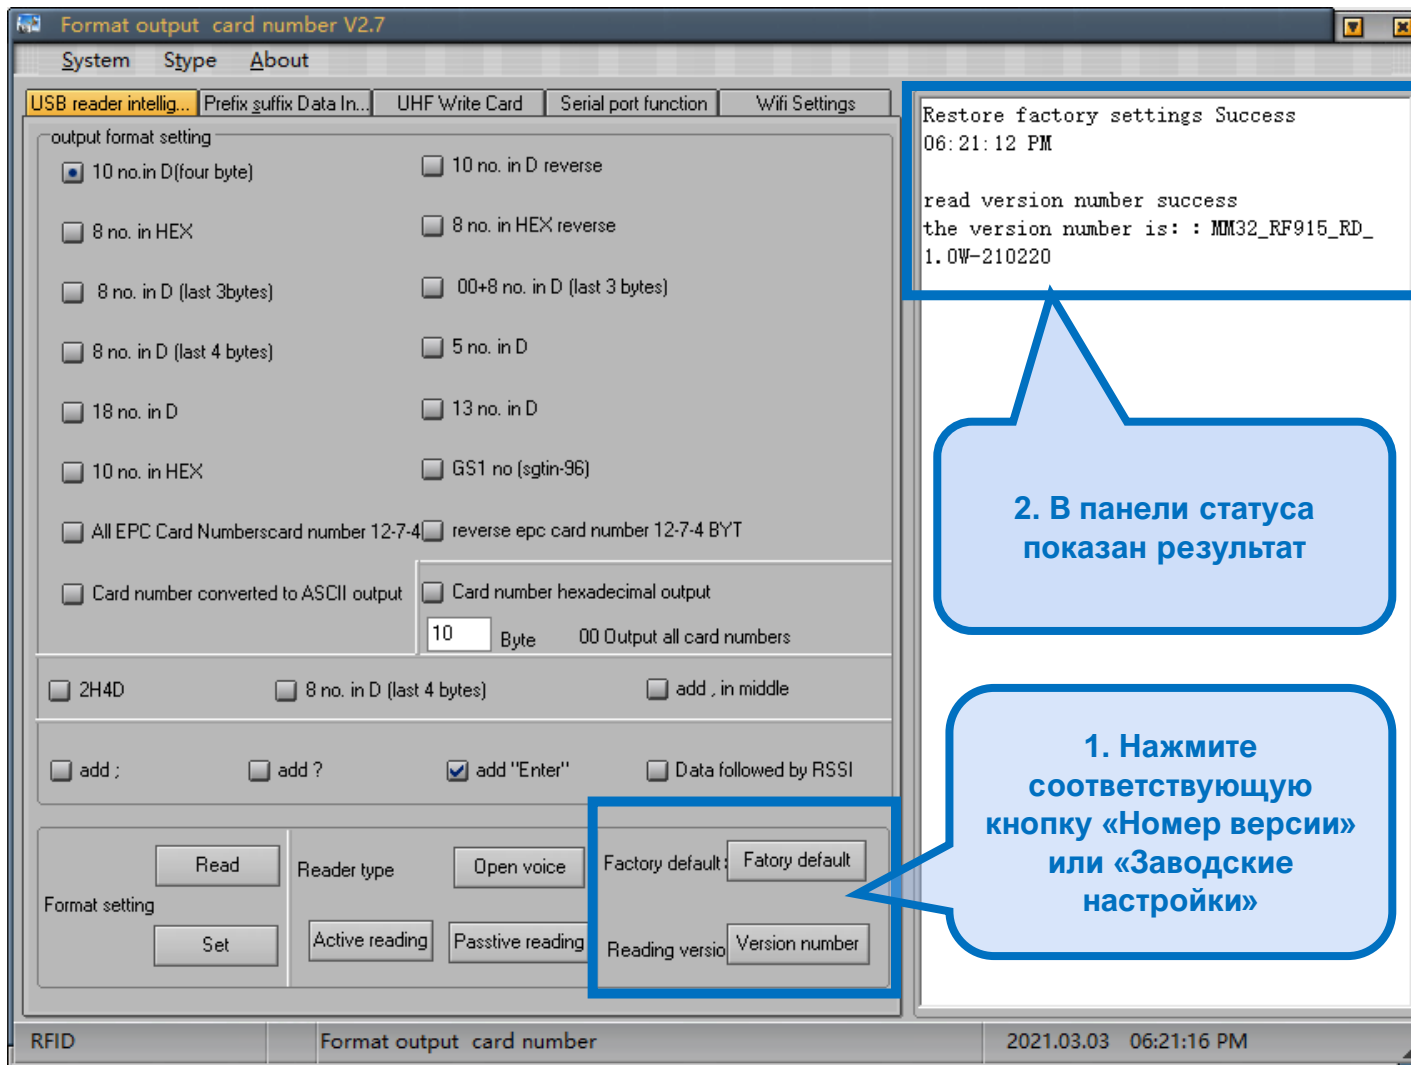 Format output card number V2.7
System Stype About
USB reader intellig... Prefix suffix Data In... UHF Write Card Serial port function Wifi Settings
output format setting
10 no.in D(four byte) 10 no. in D reverse
8 no. in HEX 8 no. in HEX reverse
8 no. in D (last 3bytes) 00+8 no. in D (last 3 bytes)
8 no. in D (last 4 bytes) 5 no. in D
18 no. in D 13 no. in D
10 no. in HEX GS1 no (sgtin-96)
All EPC Card Numberscard number 12-7-4 reverse epc card number 12-7-4 BYT
Card number converted to ASCII output Card number hexadecimal output
10 Byte 00 Output all card numbers
2H4D 8 no. in D (last 4 bytes) add , in middle
add ; add ? add "Enter" Data followed by RSSI
Format setting
Read
Set
Reader type
Open voice
Active reading Passtive reading
Factory default: Fatory default
Reading versio Version number
Restore factory settings Success
06:21:12 PM
read version number success
the version number is: : MM32_RF915_RD_
1.0W-210220
2. В панели статуса
показан результат
1. Нажмите
соответствующую
кнопку «Номер версии»
или «Заводские
настройки»
RFID Format output card number 2021.03.03 06:21:16 PM